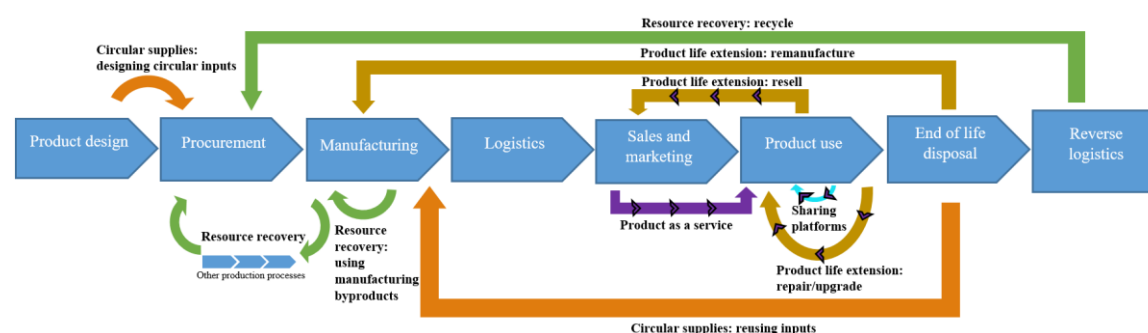 Resource recovery: recycle
Circular supplies:
designing circular inputs
Product life extension: remanufacture
Product life extension: resell
Product design
Procurement
Manufacturing
Logistics
Sales and
marketing
Product use
End of life
disposal
Reverse
logistics
Resource recovery
Other production processes
Resource
recovery:
using
manufacturing
byproducts
Product as a service
Sharing
platforms
Product life extension:
repair/upgrade
Circular supplies: reusing inputs